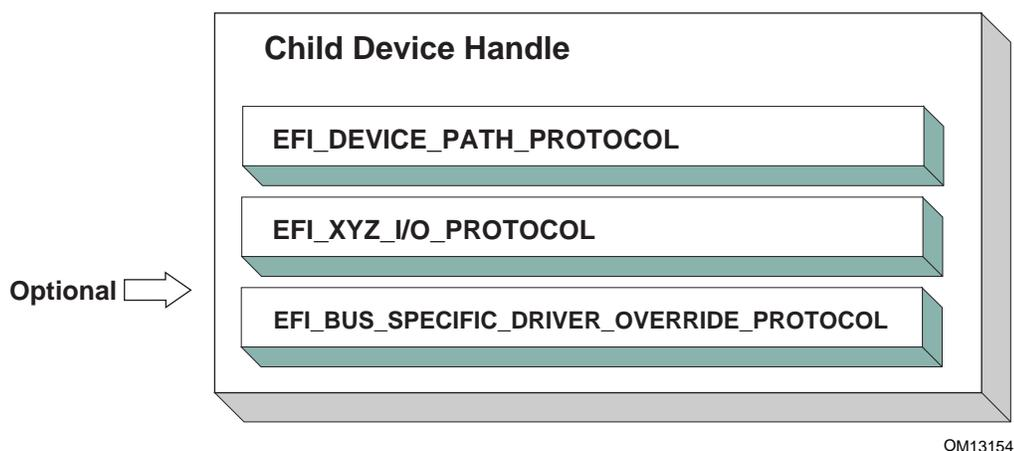 Child Device Handle
EFI_DEVICE_PATH_PROTOCOL
EFI_XYZ_I/O_PROTOCOL
Optional
EFI_BUS_SPECIFIC_DRIVER_OVERRIDE_PROTOCOL
OM13154